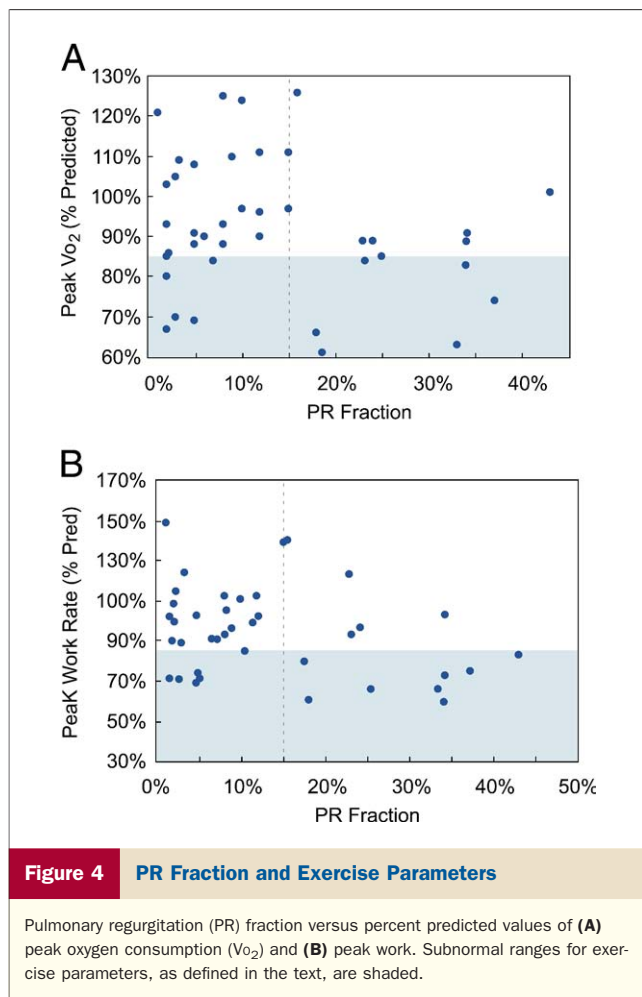 A
130%
120%
110%
100%
90%
80%
70%
60%
Peak Vo2 (% Predicted)
0% 10% 20% 30% 40%
PR Fraction
B
170%
150%
130%
100%
90%
70%
50%
30%
PeaK Work Rate (% Pred)
0% 10% 20% 30% 40% 50%
PR Fraction
Figure 4 PR Fraction and Exercise Parameters
Pulmonary regurgitation (PR) fraction versus percent predicted values of (A)
peak oxygen consumption (Vo2) and (B) peak work. Subnormal ranges for exer-
cise parameters, as defined in the text, are shaded.